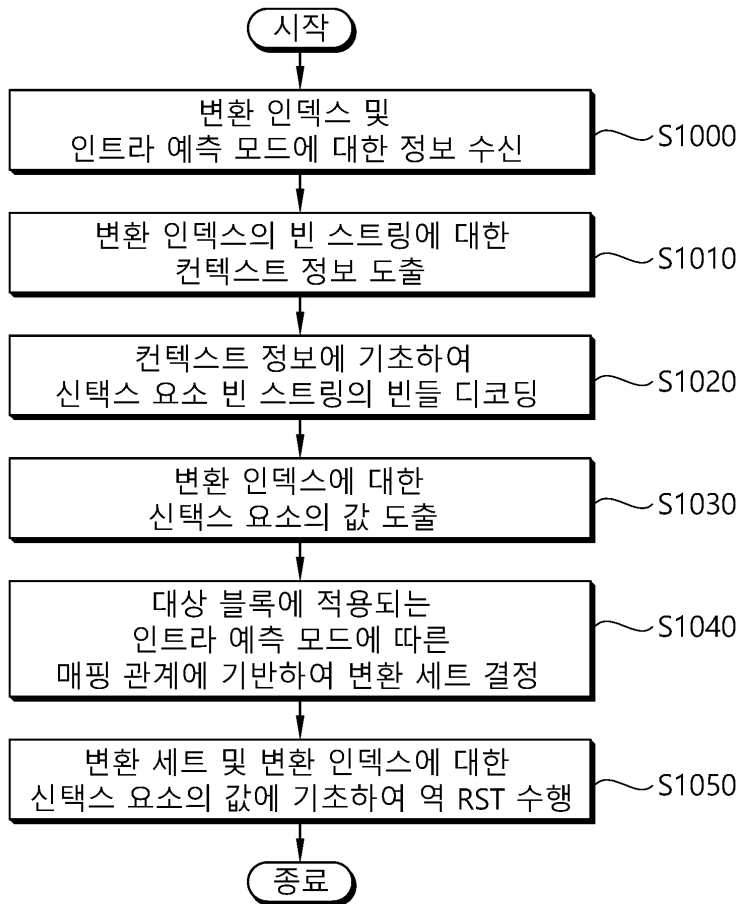 시작
변환 인덱스 및
인트라 예측 모드에 대한 정보 수신
S1000
변환 인덱스의 빈 스트링에 대한
컨텍스트 정보 도출
S1010
컨텍스트 정보에 기초하여
신택스 요소 빈 스트링의 빈들 디코딩
S1020
변환 인덱스에 대한
신택스 요소의 값 도출
S1030
대상 블록에 적용되는
인트라 예측 모드에 따른
매핑 관계에 기반하여 변환 세트 결정
S1040
변환 세트 및 변환 인덱스에 대한
신택스 요소의 값에 기초하여 역 RST 수행
S1050
종료